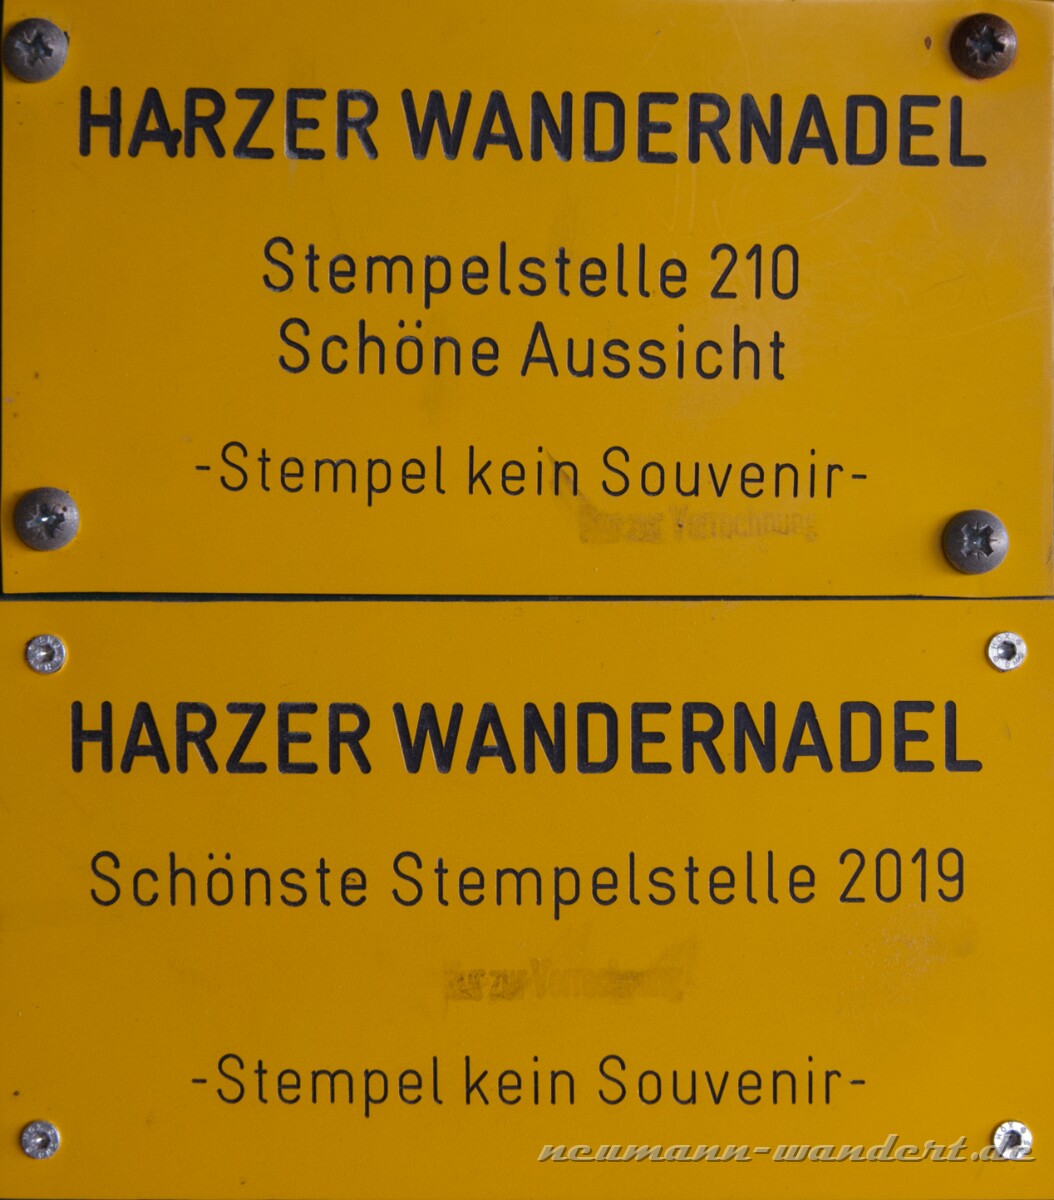 HARZER WANDERNADEL
Stempelstelle 210
Schöne Aussicht
-Stempel kein Souvenir-
HARZER WANDERNADEL
Schönste Stempelstelle 2019
-Stempel kein Souvenir-
neumann-wandert.de